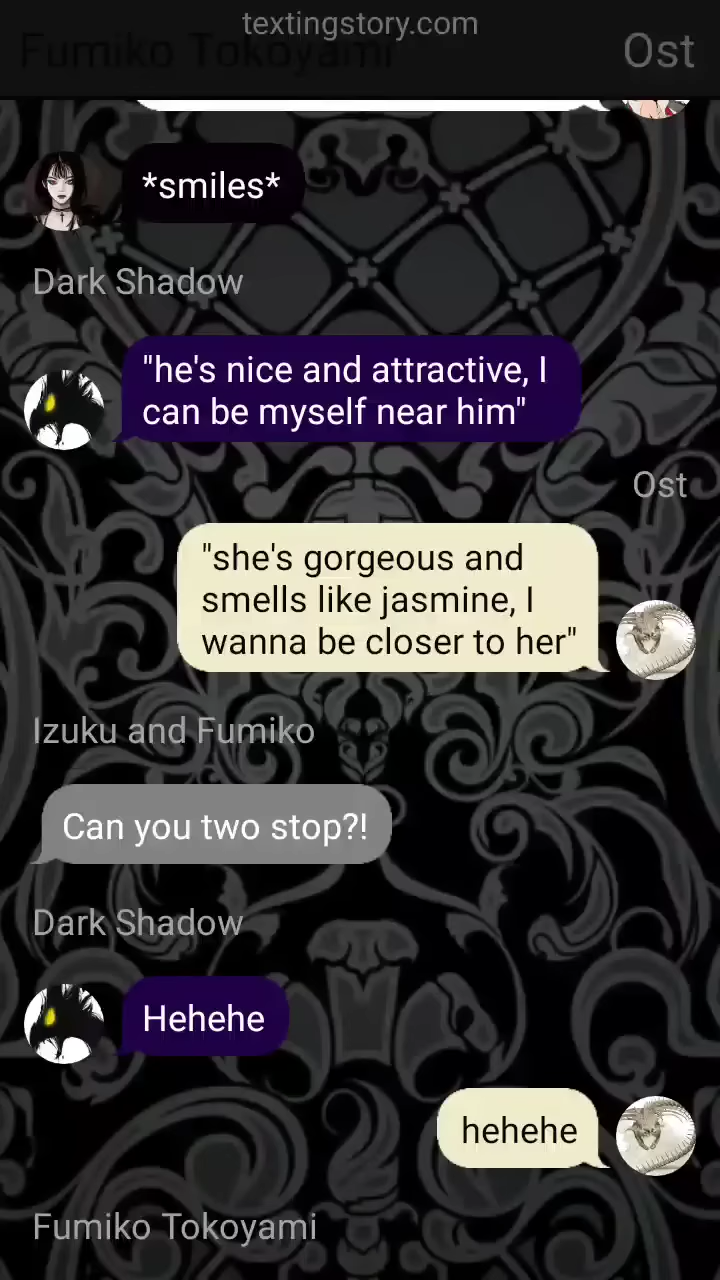 textingstory.com
Fumiko Tokoyami
Ost
*smiles*
Dark Shadow
"he's nice and attractive, I
can be myself near him"
Ost
"she's gorgeous and
smells like jasmine, I
wanna be closer to her"
Izuku and Fumiko
Can you two stop?!
Dark Shadow
Hehehe
hehehe
Fumiko Tokoyami